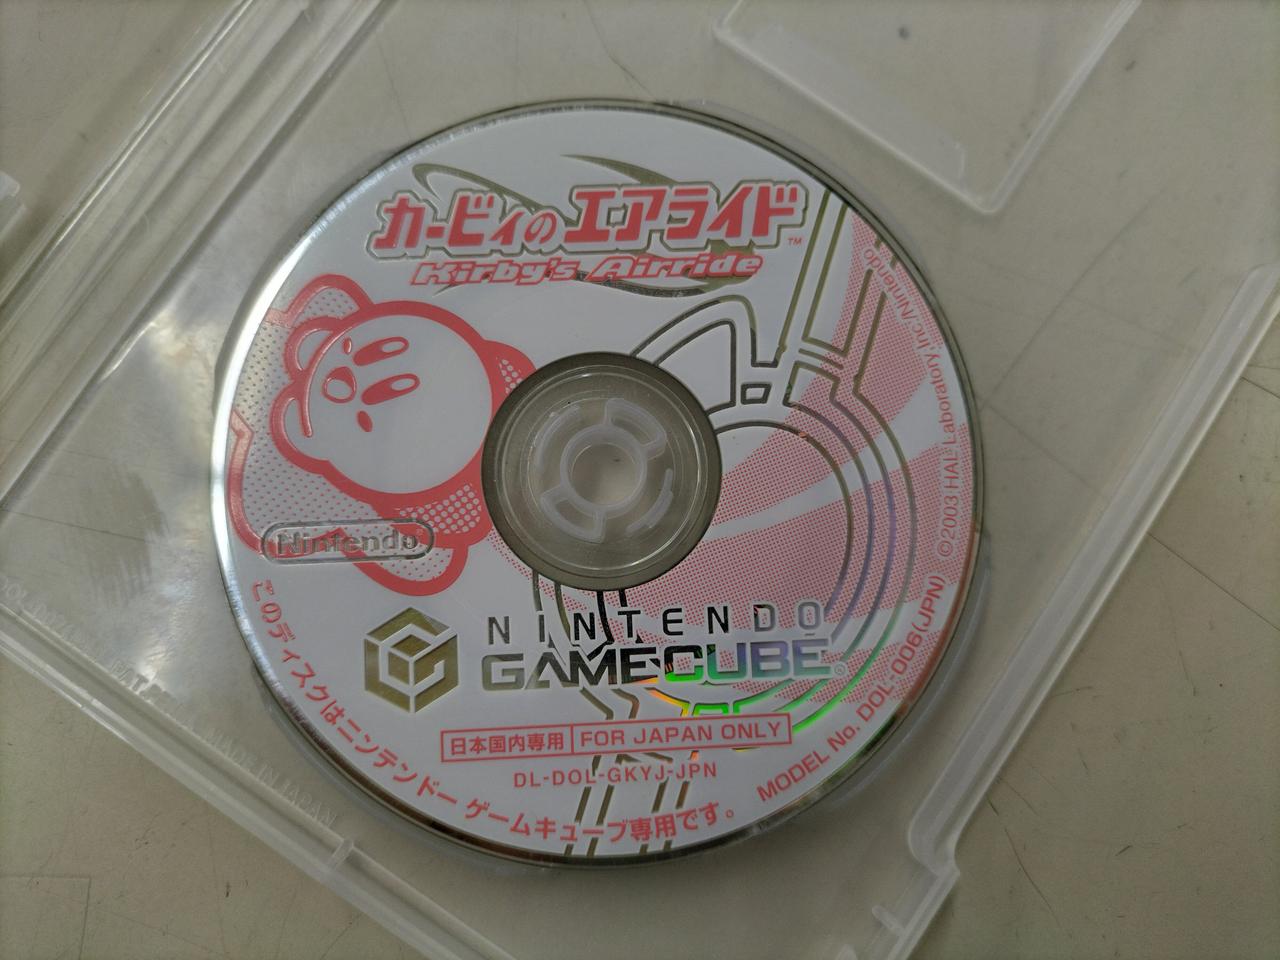 カービィのエアライド™
Kirby's Airride
©2003 HAL Laboratory, Inc./Nintendo
Nintendo
NINTENDO
GAMECUBE®
日本国内専用 FOR JAPAN ONLY
DL-DOL-GKYJ-JPN
このディスクはニンテンドー ゲームキューブ専用です。
MODEL No. DOL-006(JPN)
MADE IN JAPAN